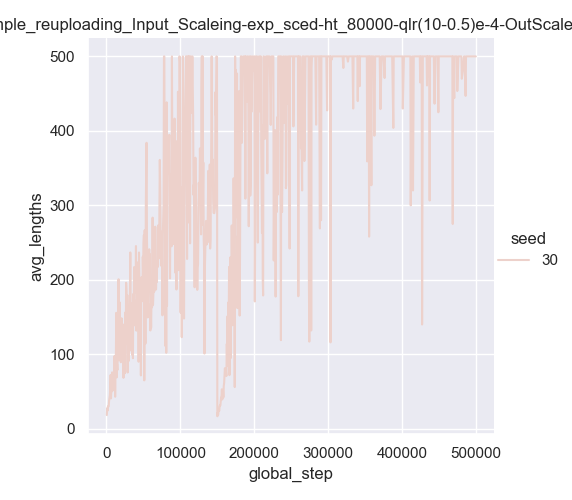 mple_reuploading_Input_Scaleing-exp_sced-ht_80000-qlr(10-0.5)e-4-OutScale
500
400
300
200
100
0
avg_lengths
0 100000 200000 300000 400000 500000
global_step
seed
30